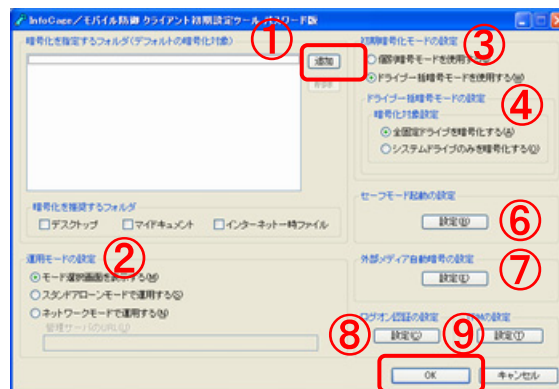 InfoCage／モバイル防御 クライアント初期設定ツール パスワード版
暗号化を指定するフォルダ(デフォルトの暗号化対象)
①
追加
削除
暗号化を推奨するフォルダ
デスクトップ
マイドキュメント
インターネット一時ファイル
運用モードの設定
②
モード選択画面を表示する(M)
スタンドアローンモードで運用する(S)
ネットワークモードで運用する(N)
管理サーバのURL(U)
初期暗号化モードの設定
③
個別暗号モードを使用する
ドライブ一括暗号モードを使用する(W)
ドライブ一括暗号モードの設定
④
暗号化対象設定
全固定ドライブを暗号化する(A)
システムドライブのみを暗号化する(O)
セーフモード起動の設定
設定(B)
⑥
外部メディア自動暗号の設定
設定(E)
⑦
ログオン認証の設定
⑧
設定(G)
⑨
の設定
設定(T)
OK
キャンセル